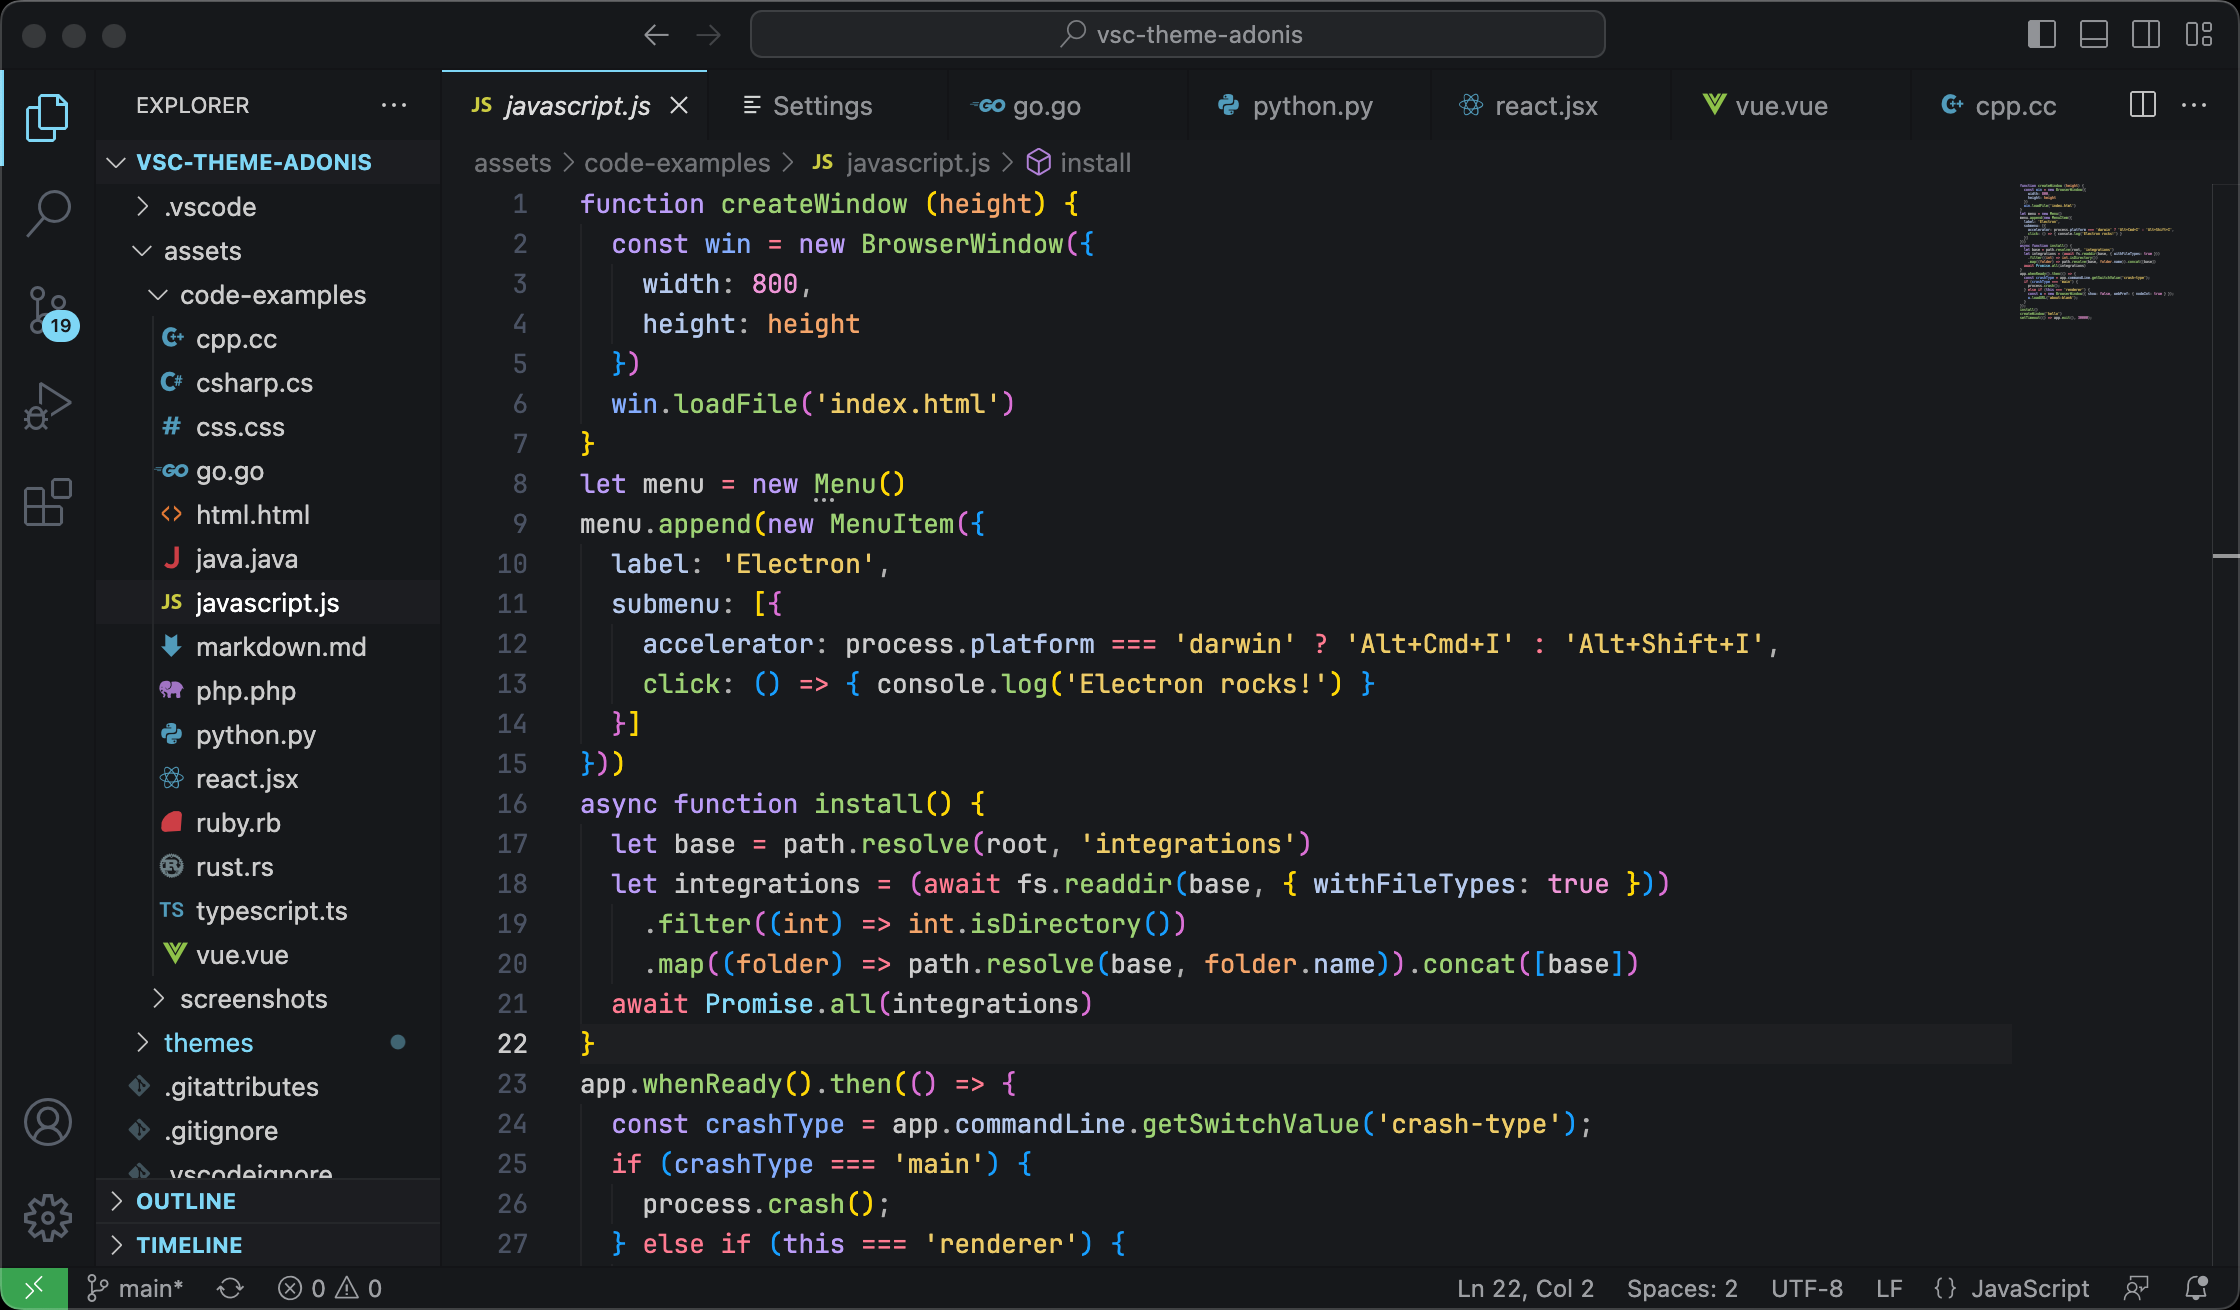 vsc-theme-adonis
EXPLORER
JS javascript.js
Settings
GO go.go
python.py
react.jsx
vue.vue
cpp.cc
VSC-THEME-ADONIS
.vscode
assets
code-examples
cpp.cc
csharp.cs
# css.css
GO go.go
<> html.html
J java.java
JS javascript.js
markdown.md
php.php
python.py
react.jsx
ruby.rb
rust.rs
TS typescript.ts
vue.vue
screenshots
themes
.gitattributes
.gitignore
.vscodeignore
OUTLINE
TIMELINE
19
assets > code-examples > JS javascript.js > install
1 function createWindow (height) {
2 const win = new BrowserWindow({
3 width: 800,
4 height: height
5 })
6 win.loadFile('index.html')
7 }
8 let menu = new Menu()
9 menu.append(new MenuItem({
10 label: 'Electron',
11 submenu: [{
12 accelerator: process.platform === 'darwin' ? 'Alt+Cmd+I' : 'Alt+Shift+I',
13 click: () => { console.log('Electron rocks!') }
14 }]
15 }))
16 async function install() {
17 let base = path.resolve(root, 'integrations')
18 let integrations = (await fs.readdir(base, { withFileTypes: true }))
19 .filter((int) => int.isDirectory())
20 .map((folder) => path.resolve(base, folder.name)).concat([base])
21 await Promise.all(integrations)
22 }
23 app.whenReady().then(() => {
24 const crashType = app.commandLine.getSwitchValue('crash-type');
25 if (crashType === 'main') {
26 process.crash();
27 } else if (this === 'renderer') {
main* 0 0
Ln 22, Col 2 Spaces: 2 UTF-8 LF {} JavaScript